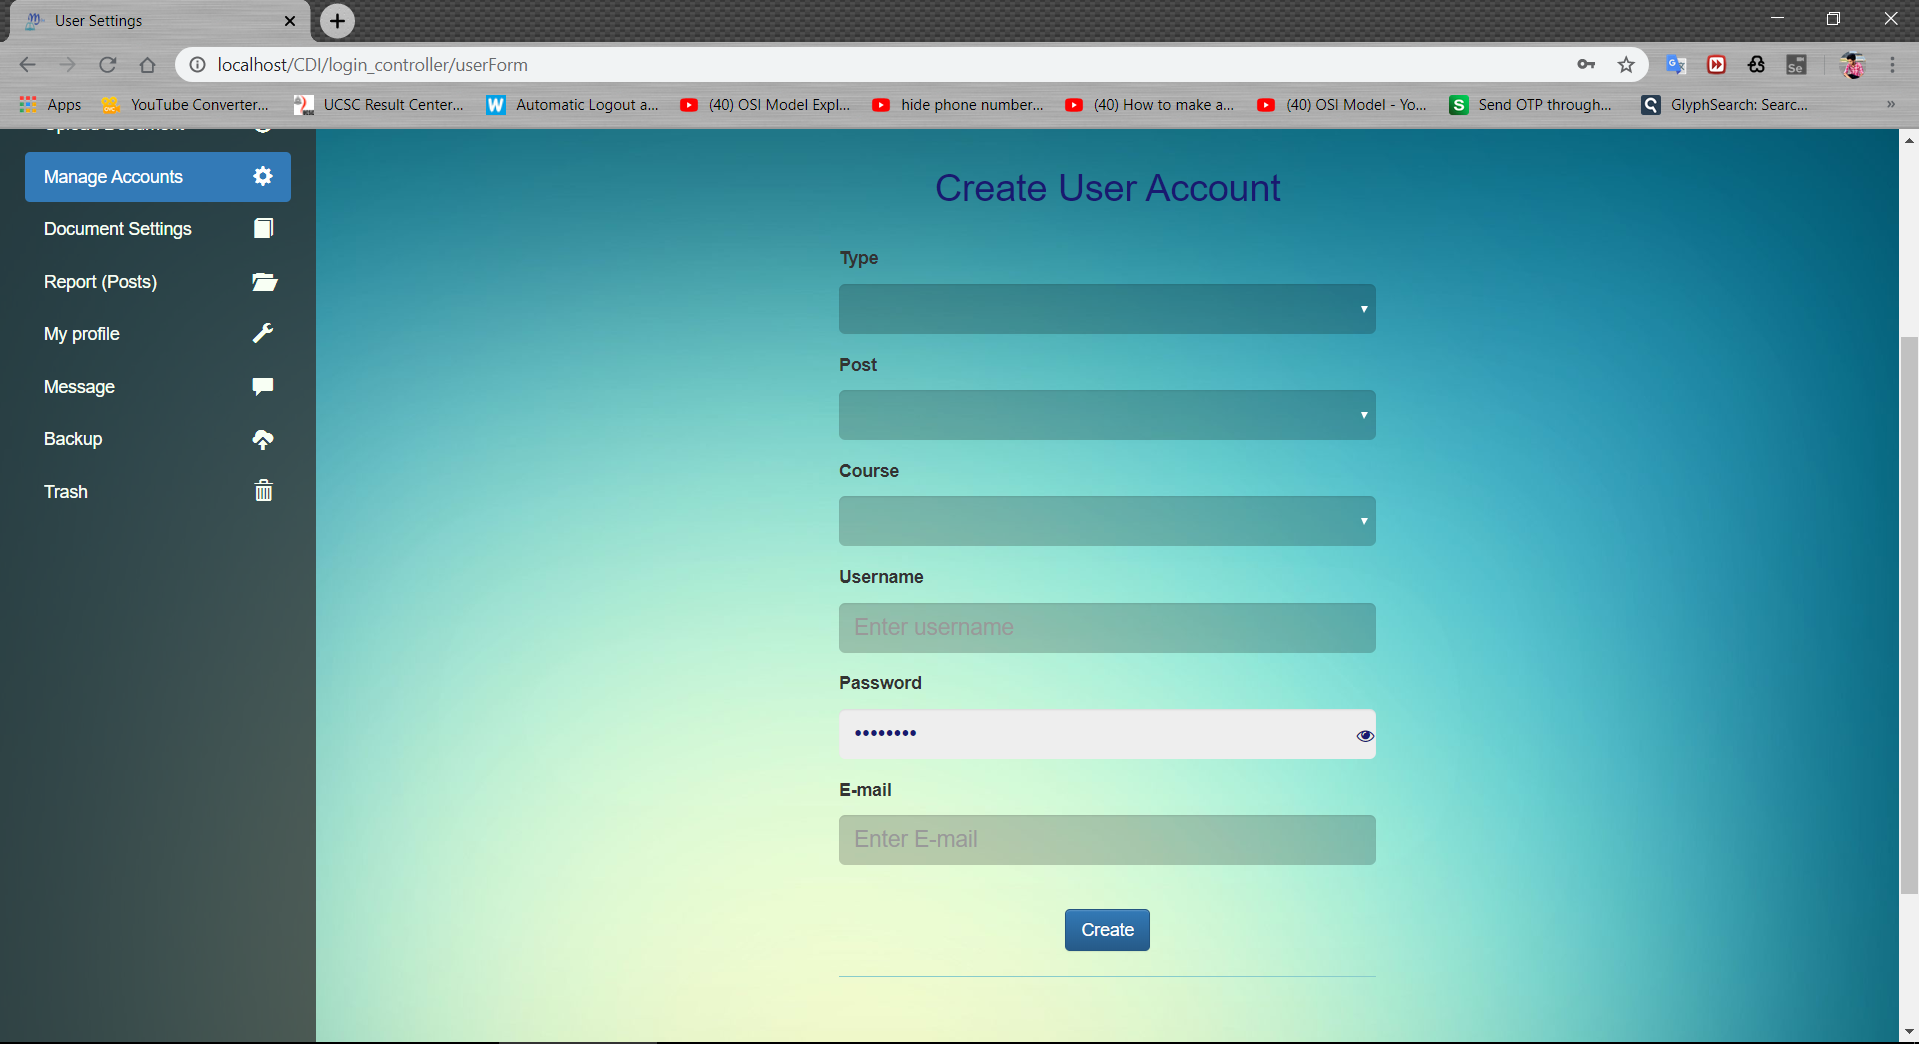 User Settings
localhost/CDI/login_controller/userForm
Apps
YouTube Converter...
UCSC Result Center...
W
Automatic Logout a...
(40) OSI Model Expl...
hide phone number...
(40) How to make a...
(40) OSI Model - Yo...
S
Send OTP through...
GlyphSearch: Searc...
»
Upload Document
Manage Accounts
Document Settings
Report (Posts)
My profile
Message
Backup
Trash
Create User Account
Type
Post
Course
Username
Enter username
Password
••••••••
E-mail
Enter E-mail
Create